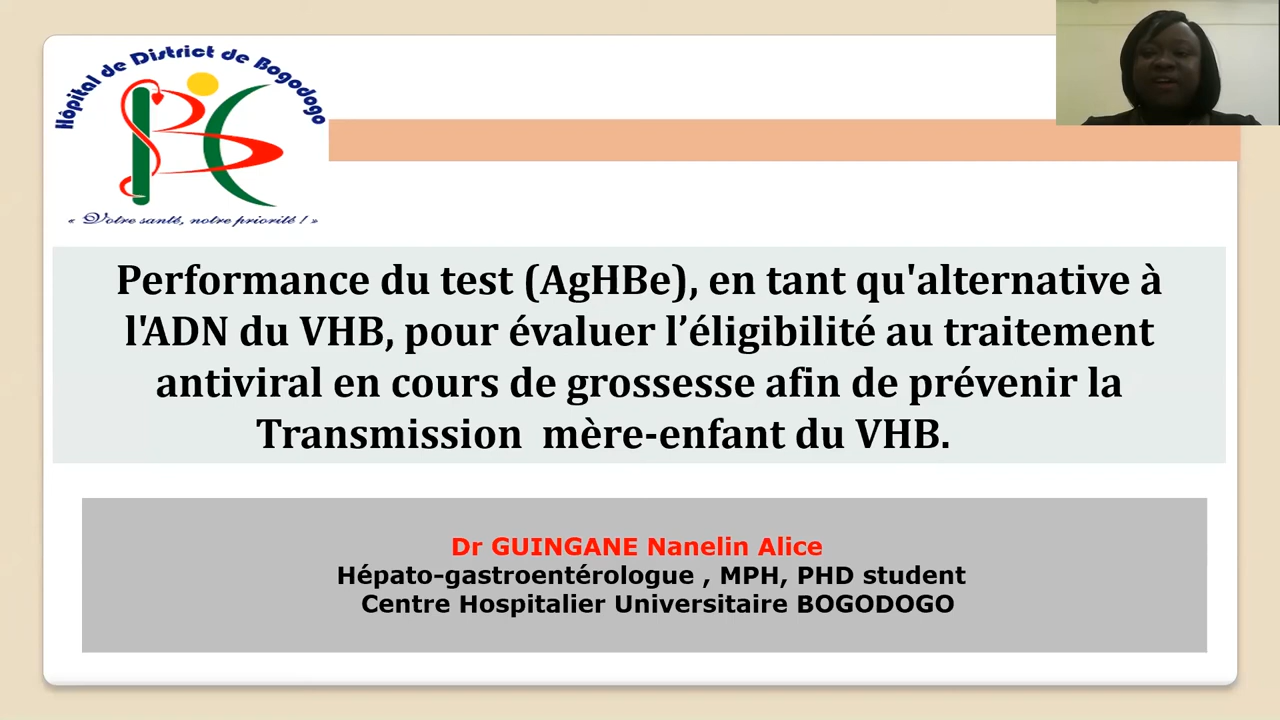 Hôpital de District de Bogodogo
« Votre santé, notre priorité ! »
Performance du test (AgHBe), en tant qu'alternative à
l'ADN du VHB, pour évaluer l’éligibilité au traitement
antiviral en cours de grossesse afin de prévenir la
Transmission mère-enfant du VHB.
Dr GUINGANE Nanelin Alice
Hépato-gastroentérologue , MPH, PHD student
Centre Hospitalier Universitaire BOGODOGO